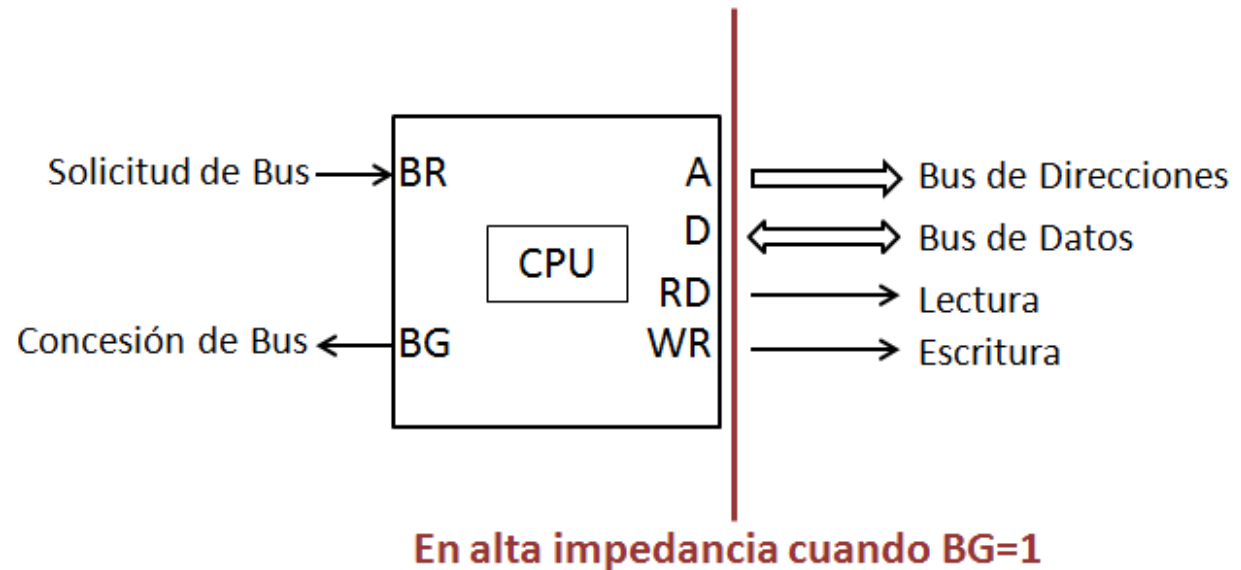 Solicitud de Bus
BR
A
Bus de Direcciones
D
Bus de Datos
CPU
RD
Lectura
Concesión de Bus
BG
WR
Escritura
En alta impedancia cuando BG=1